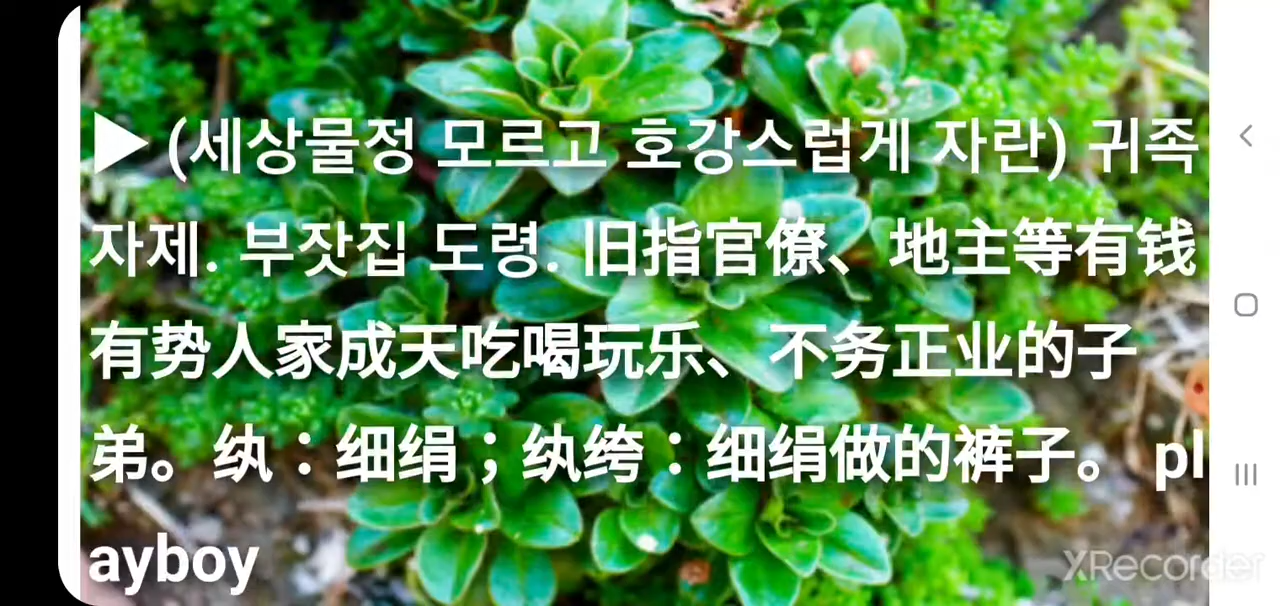 ▶ (세상물정 모르고 호강스럽게 자란) 귀족
자제. 부잣집 도령. 旧指官僚、地主等有钱
有势人家成天吃喝玩乐、不务正业的子
弟。纨：细绢；纨绔：细绢做的裤子。 pl
ayboy
XRecorder